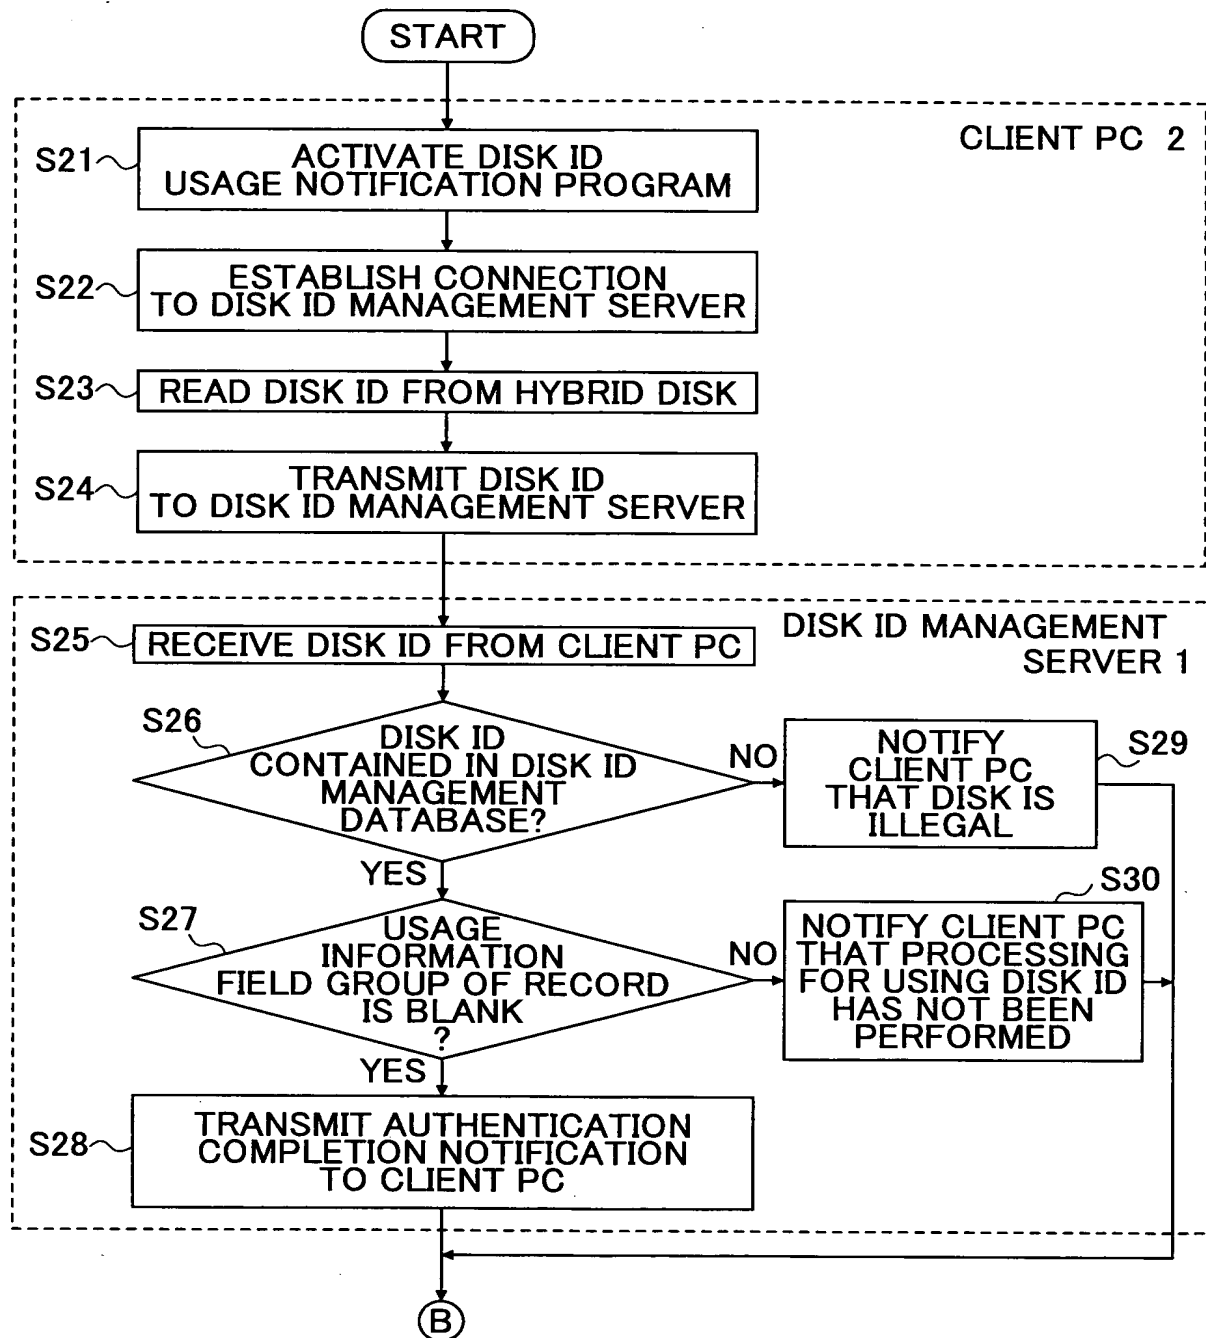 START
CLIENT PC 2
S21
ACTIVATE DISK ID
USAGE NOTIFICATION PROGRAM
S22
ESTABLISH CONNECTION
TO DISK ID MANAGEMENT SERVER
S23
READ DISK ID FROM HYBRID DISK
S24
TRANSMIT DISK ID
TO DISK ID MANAGEMENT SERVER
DISK ID MANAGEMENT
SERVER 1
S25
RECEIVE DISK ID FROM CLIENT PC
S26
DISK ID
CONTAINED IN DISK ID
MANAGEMENT
DATABASE?
NO
NOTIFY
CLIENT PC
THAT DISK IS
ILLEGAL
S29
YES
S27
USAGE
INFORMATION
FIELD GROUP OF RECORD
IS BLANK
?
NO
S30
NOTIFY CLIENT PC
THAT PROCESSING
FOR USING DISK ID
HAS NOT BEEN
PERFORMED
YES
S28
TRANSMIT AUTHENTICATION
COMPLETION NOTIFICATION
TO CLIENT PC
B